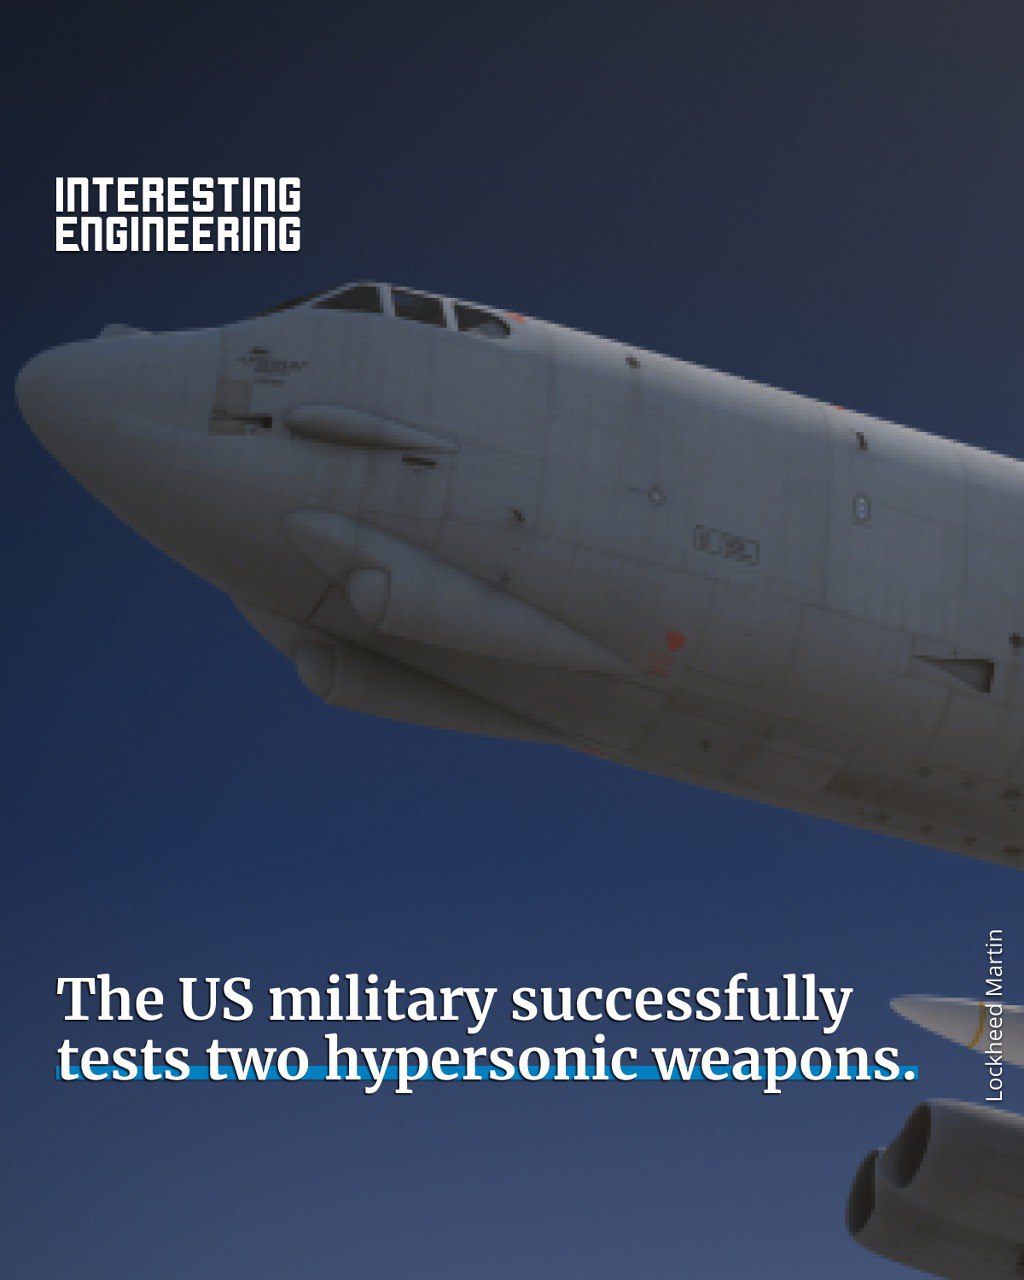 INTERESTING
ENGINEERING
The US military successfully
tests two hypersonic weapons.
Lockheed Martin